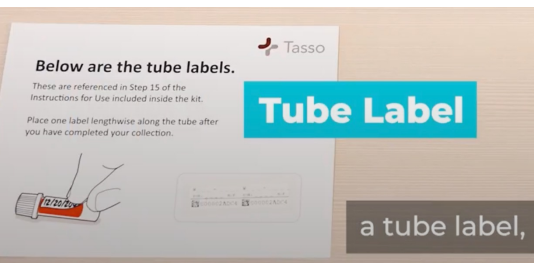 Tasso
Below are the tube labels.
These are referenced in Step 15 of the
Instructions for Use included inside the kit.
Place one label lengthwise along the tube after
you have completed your collection.
Tube Label
a tube label,